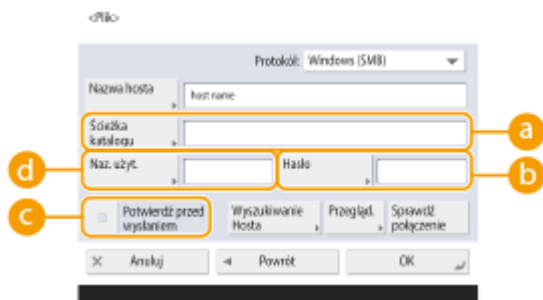 <Plik>
Protokół: Windows (SMB)
Nazwa hosta host name
Ścieżka
katalogu
a
d Naz. użyt. Hasło b
c Potwierdź przed
wysłaniem
Wyszukiwanie
Hosta
Przegląd.
Sprawdź
połączenie
Anuluj Powrót OK